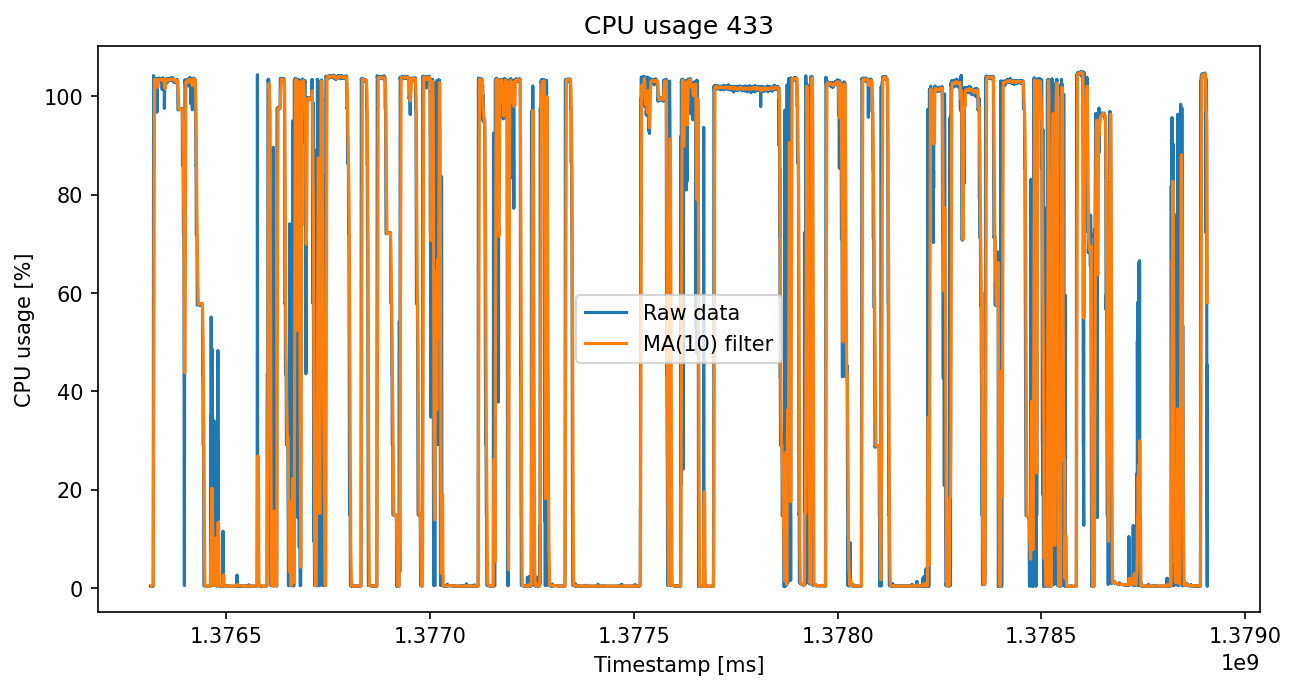 CPU usage 433
CPU usage [%]
100
80
60
40
20
0
Raw data
MA(10) filter
1.3765 1.3770 1.3775 1.3780 1.3785 1.3790
1e9
Timestamp [ms]